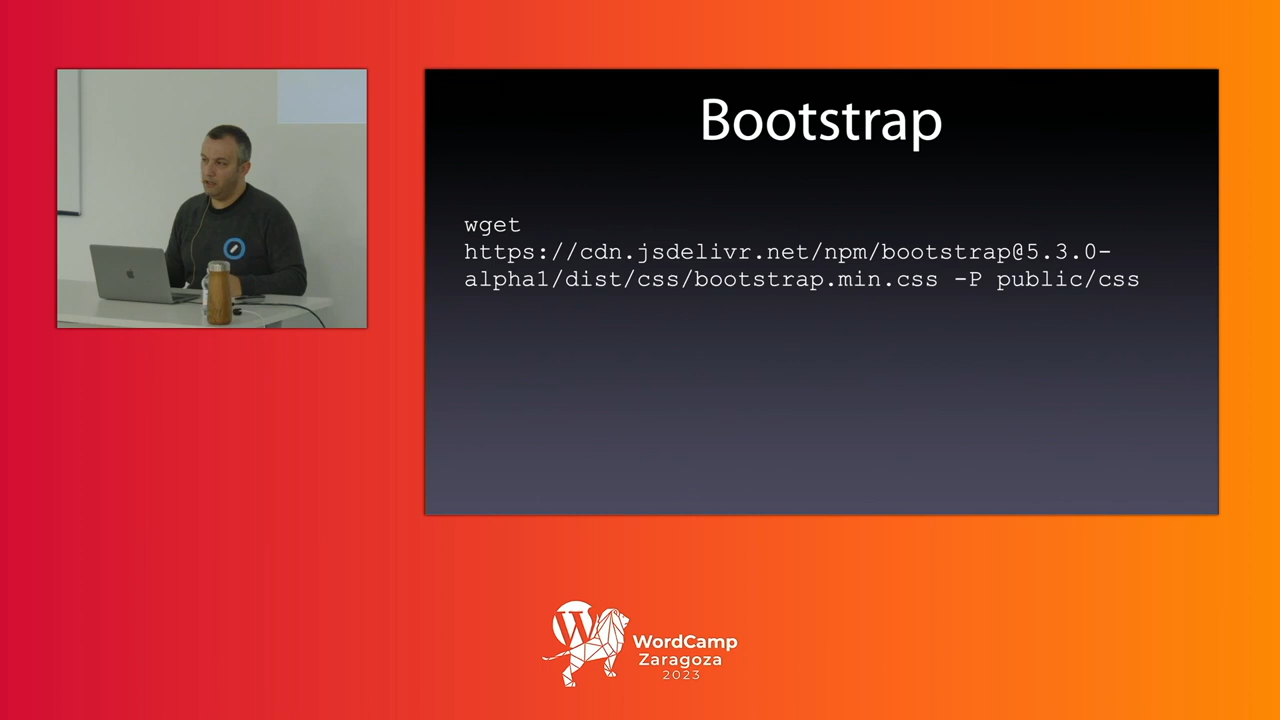 Bootstrap
wget
https://cdn.jsdelivr.net/npm/bootstrap@5.3.0-
alpha1/dist/css/bootstrap.min.css -P public/css
WordCamp
Zaragoza
2023